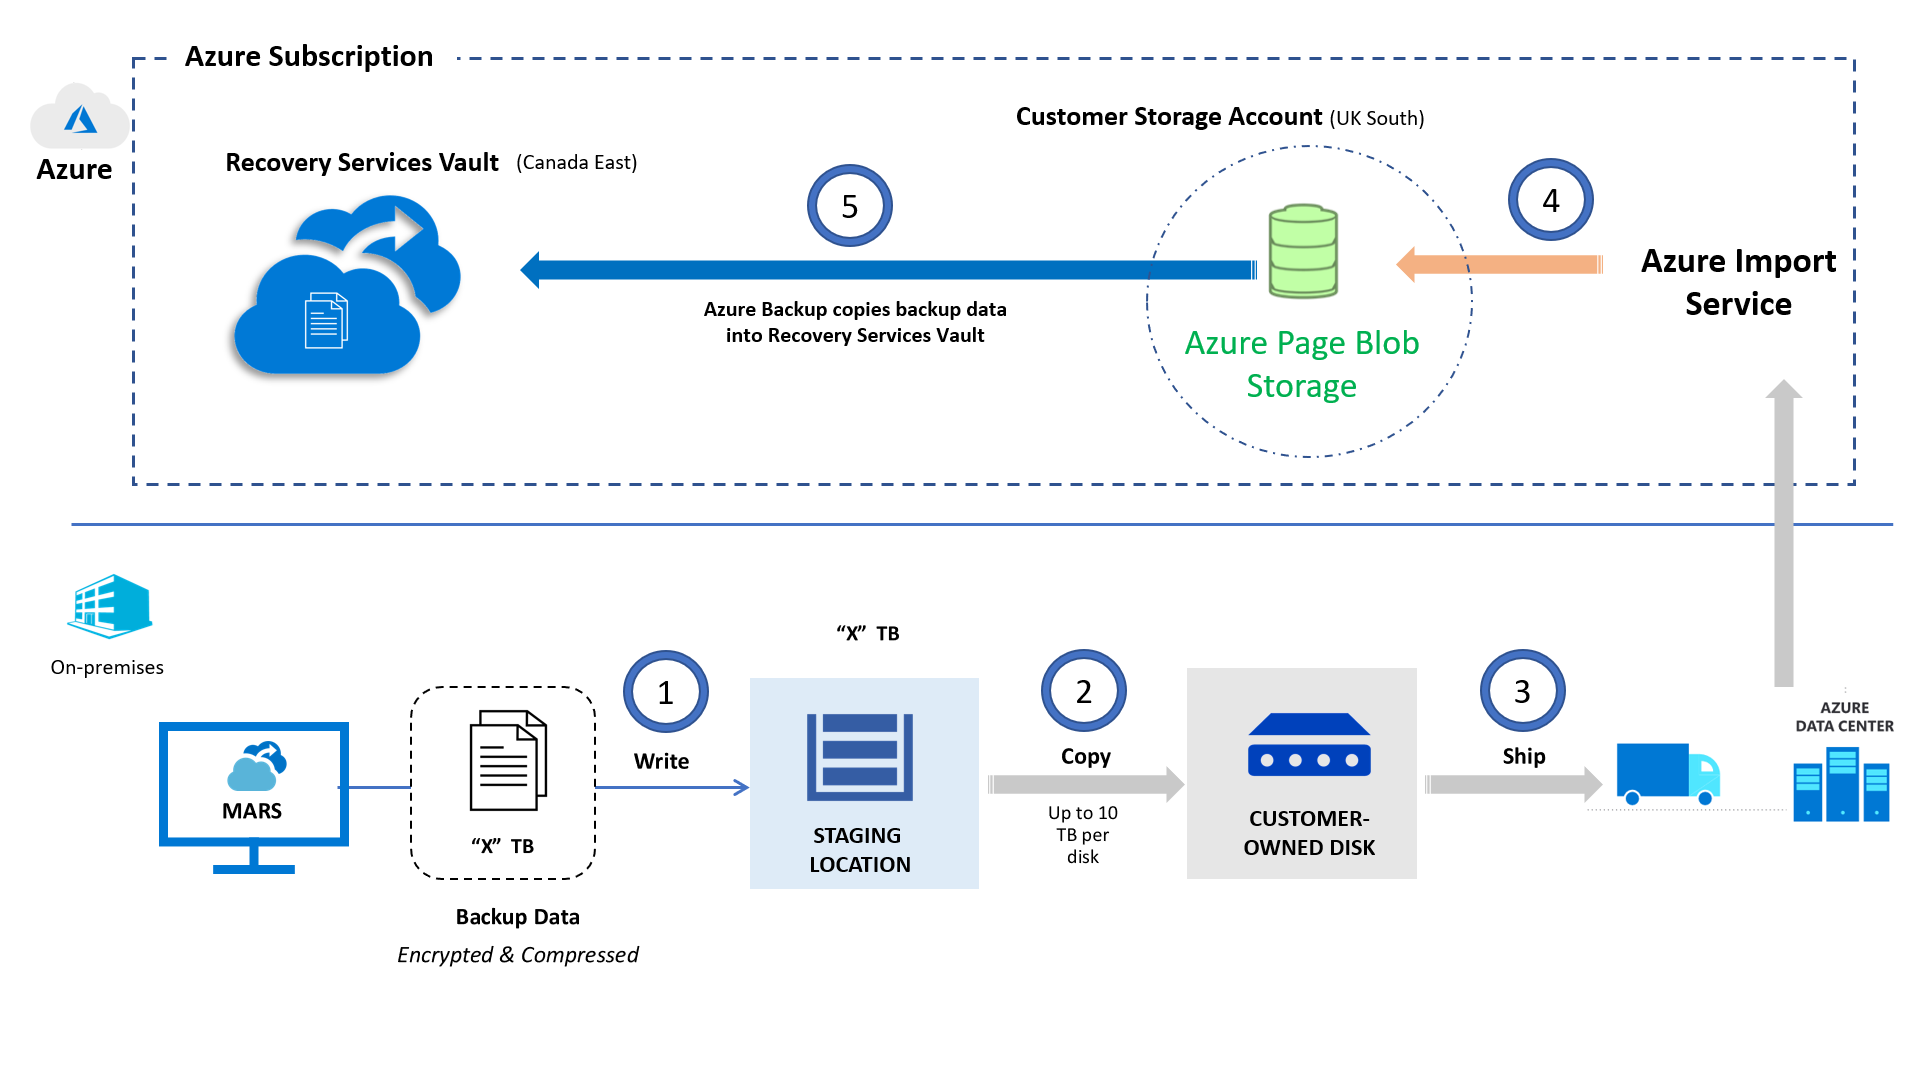 Azure Subscription
Azure
Customer Storage Account (UK South)
Recovery Services Vault (Canada East)
5
4
Azure Import
Service
Azure Backup copies backup data
into Recovery Services Vault
Azure Page Blob
Storage
On-premises
“X” TB
1
2
3
AZURE
DATA CENTER
Write
Copy
Ship
MARS
“X” TB
STAGING
LOCATION
Up to 10
TB per
disk
CUSTOMER-
OWNED DISK
Backup Data
Encrypted & Compressed